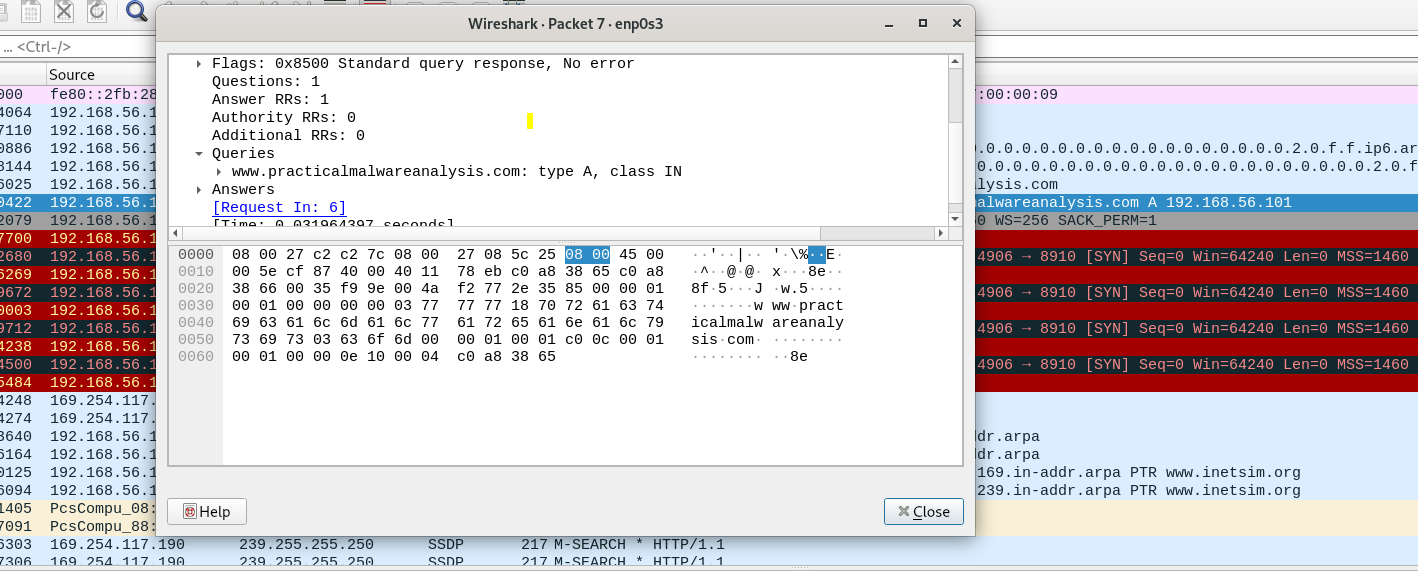 Wireshark · Packet 7 · enp0s3
... <Ctrl-/>
Source
000 fe80::2fb:28
4064 192.168.56.1
7110 192.168.56.1
0886 192.168.56.1
3144 192.168.56.1
6025 192.168.56.1
0422 192.168.56.1
2079 192.168.56.1
7700 192.168.56.1
2680 192.168.56.1
6269 192.168.56.1
9672 192.168.56.1
0003 192.168.56.1
9712 192.168.56.1
4238 192.168.56.1
4500 192.168.56.1
5484 192.168.56.1
4248 169.254.117.
4274 169.254.117.
3640 192.168.56.1
6164 192.168.56.1
0125 192.168.56.1
6094 192.168.56.1
1405 PcsCompu_08:
7091 PcsCompu_88:
6303 169.254.117.190 239.255.255.250 SSDP 217 M-SEARCH * HTTP/1.1
7306 169.254.117.190 239.255.255.250 SSDP 217 M-SEARCH * HTTP/1.1
Flags: 0x8500 Standard query response, No error
Questions: 1
Answer RRs: 1
Authority RRs: 0
Additional RRs: 0
Queries
www.practicalmalwareanalysis.com: type A, class IN
Answers
[Request In: 6]
[Time: 0.031964397 seconds]
0000 08 00 27 c2 c2 7c 08 00 27 08 5c 25 08 00 45 00 ··'··|·· '·\%··E·
0010 00 5e cf 87 40 00 40 11 78 eb c0 a8 38 65 c0 a8 ·^··@·@· x···8e··
0020 38 66 00 35 f9 9e 00 4a f2 77 2e 35 85 00 00 01 8f·5···J ·w.5····
0030 00 01 00 00 00 00 03 77 77 77 18 70 72 61 63 74 ·······w ww·pract
0040 69 63 61 6c 6d 61 6c 77 61 72 65 61 6e 61 6c 79 icalmalw areanaly
0050 73 69 73 03 63 6f 6d 00 00 01 00 01 c0 0c 00 01 sis·com· ········
0060 00 01 00 00 0e 10 00 04 c0 a8 38 65 ········ ··8e
Help
Close
:00:00:09
0.0.0.0.0.0.0.0.0.0.0.0.0.0.0.0.2.0.f.f.ip6.ar
0.0.0.0.0.0.0.0.0.0.0.0.0.0.0.0.0.0.0.0.2.0.f
lysis.com
alwareanalysis.com A 192.168.56.101
60 WS=256 SACK_PERM=1
4906 → 8910 [SYN] Seq=0 Win=64240 Len=0 MSS=1460
4906 → 8910 [SYN] Seq=0 Win=64240 Len=0 MSS=1460
4906 → 8910 [SYN] Seq=0 Win=64240 Len=0 MSS=1460
4906 → 8910 [SYN] Seq=0 Win=64240 Len=0 MSS=1460
ddr.arpa
ddr.arpa
169.in-addr.arpa PTR www.inetsim.org
239.in-addr.arpa PTR www.inetsim.org